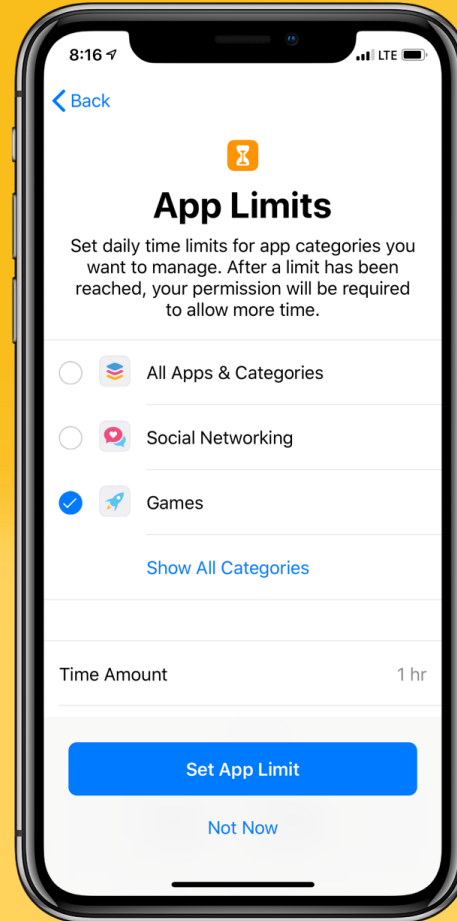 8:16
LTE
Back
App Limits
Set daily time limits for app categories you
want to manage. After a limit has been
reached, your permission will be required
to allow more time.
All Apps & Categories
Social Networking
Games
Show All Categories
Time Amount 1 hr
Set App Limit
Not Now